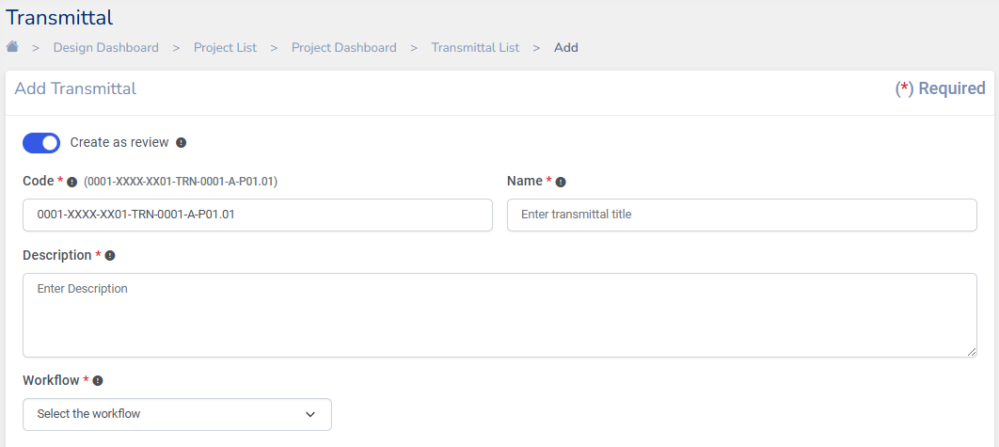 Transmittal
> Design Dashboard > Project List > Project Dashboard > Transmittal List > Add
Add Transmittal (*) Required
Create as review
Code * (0001-XXXX-XX01-TRN-0001-A-P01.01) Name *
0001-XXXX-XX01-TRN-0001-A-P01.01 Enter transmittal title
Description *
Enter Description
Workflow *
Select the workflow